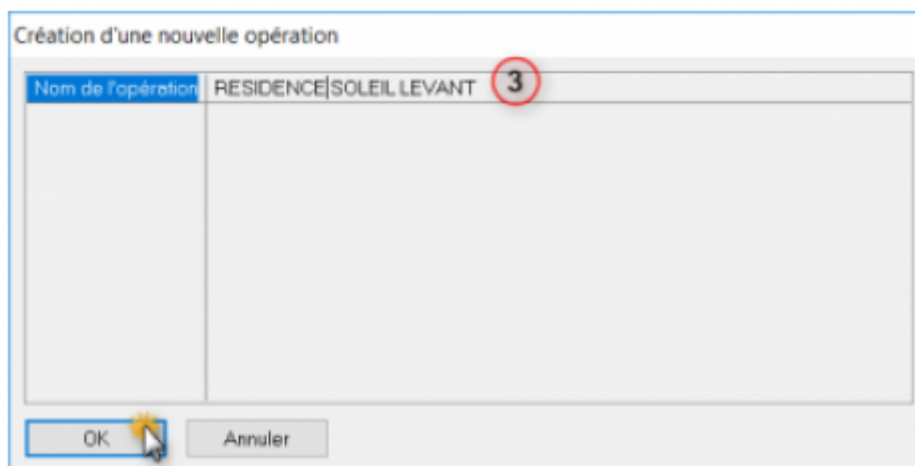 Création d'une nouvelle opération
Nom de l'opération RESIDENCE SOLEIL LEVANT 3
OK Annuler